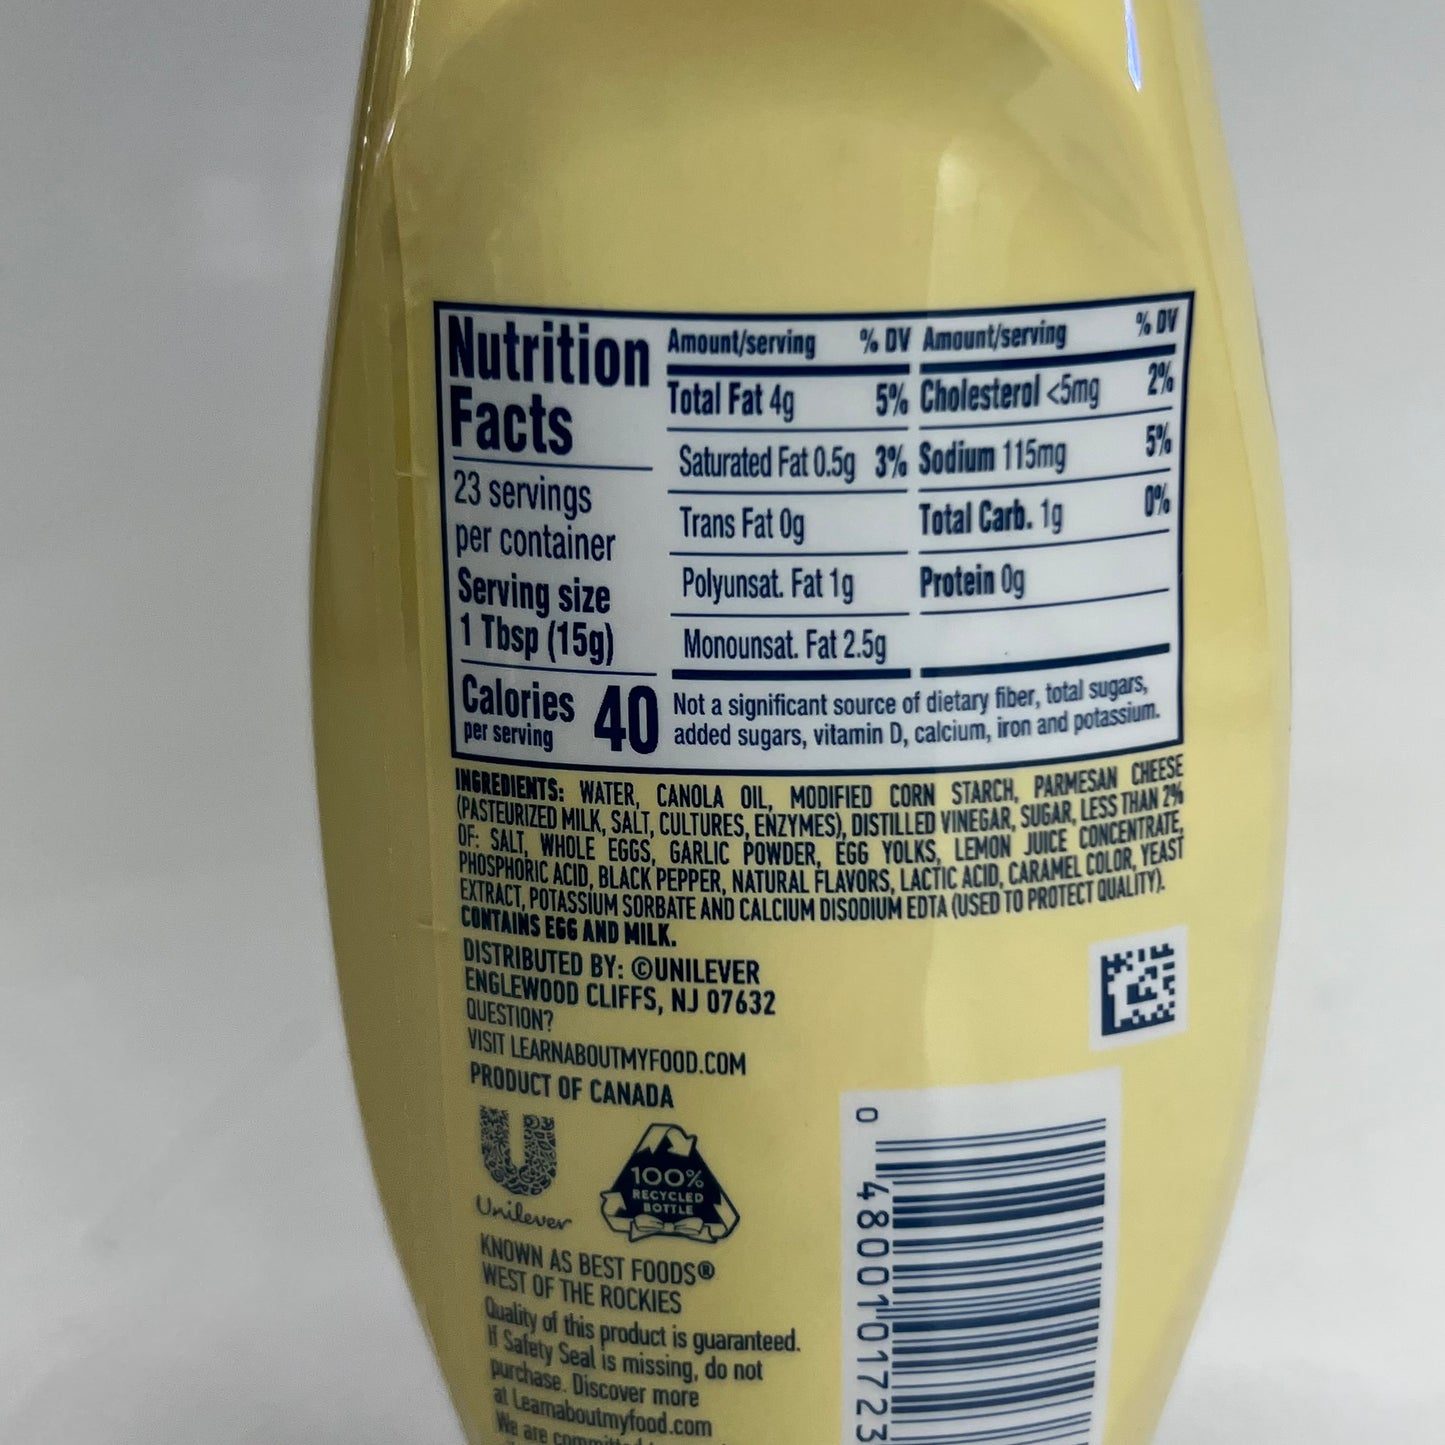 Nutrition
Facts
23 servings
per container
Serving size
1 Tbsp (15g)
Calories 40
per serving
Amount/serving % DV
Total Fat 4g 5%
Saturated Fat 0.5g 3%
Trans Fat 0g
Polyunsat. Fat 1g
Monounsat. Fat 2.5g
Amount/serving % DV
Cholesterol <5mg 2%
Sodium 115mg 5%
Total Carb. 1g 0%
Protein 0g
Not a significant source of dietary fiber, total sugars,
added sugars, vitamin D, calcium, iron and potassium.
INGREDIENTS: WATER, CANOLA OIL, MODIFIED CORN STARCH, PARMESAN CHEESE
(PASTEURIZED MILK, SALT, CULTURES, ENZYMES), DISTILLED VINEGAR, SUGAR, LESS THAN 2%
OF: SALT, WHOLE EGGS, GARLIC POWDER, EGG YOLKS, LEMON JUICE CONCENTRATE,
PHOSPHORIC ACID, BLACK PEPPER, NATURAL FLAVORS, LACTIC ACID, CARAMEL COLOR, YEAST
EXTRACT, POTASSIUM SORBATE AND CALCIUM DISODIUM EDTA (USED TO PROTECT QUALITY).
CONTAINS EGG AND MILK.
DISTRIBUTED BY: ©UNILEVER
ENGLEWOOD CLIFFS, NJ 07632
QUESTION?
VISIT LEARNABOUTMYFOOD.COM
PRODUCT OF CANADA
Unilever
100%
RECYCLED
BOTTLE
KNOWN AS BEST FOODS®
WEST OF THE ROCKIES
Quality of this product is guaranteed.
If Safety Seal is missing, do not
purchase. Discover more
at Learnaboutmyfood.com
We are
0 48001 01723